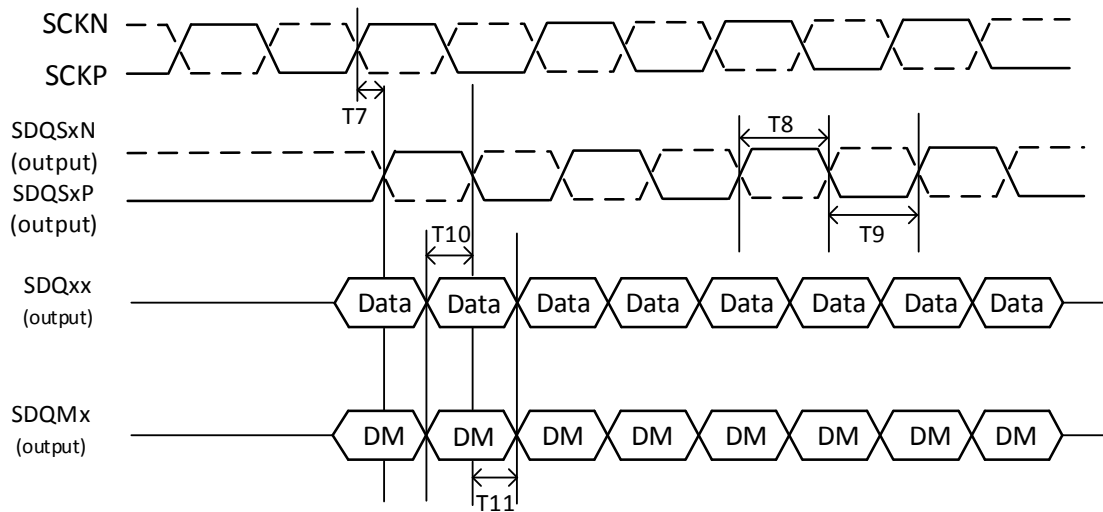 SCKN
SCKP
T7
SDQSxN
(output)
SDQSxP
(output)
T8
T9
T10
SDQxx
(output)
Data Data Data Data Data Data Data Data
SDQMx
(output)
DM DM DM DM DM DM DM DM
T11